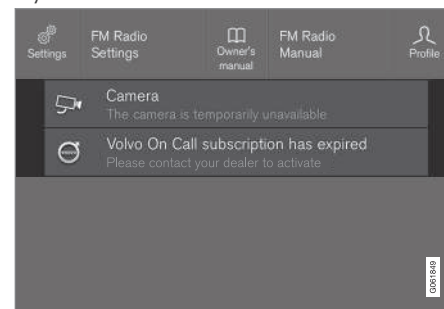 Settings
FM Radio
Settings
Owner's
manual
FM Radio
Manual
Profile
Camera
The camera is temporarily unavailable
Volvo On Call subscription has expired
Please contact your dealer to activate
G061849